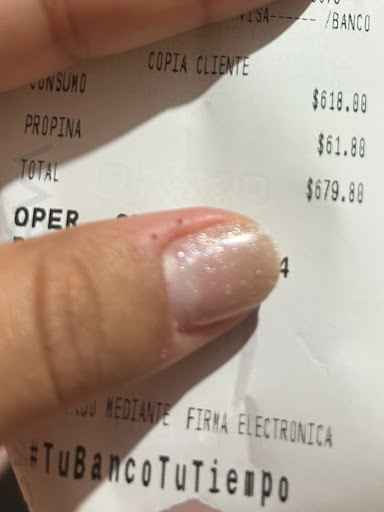 VISA------ /BANCO
COPIA CLIENTE
CONSUMO $618.00
PROPINA $61.80
TOTAL $679.80
OPER
4
MEDIANTE FIRMA ELECTRONICA
#TuBancoTuTiempo